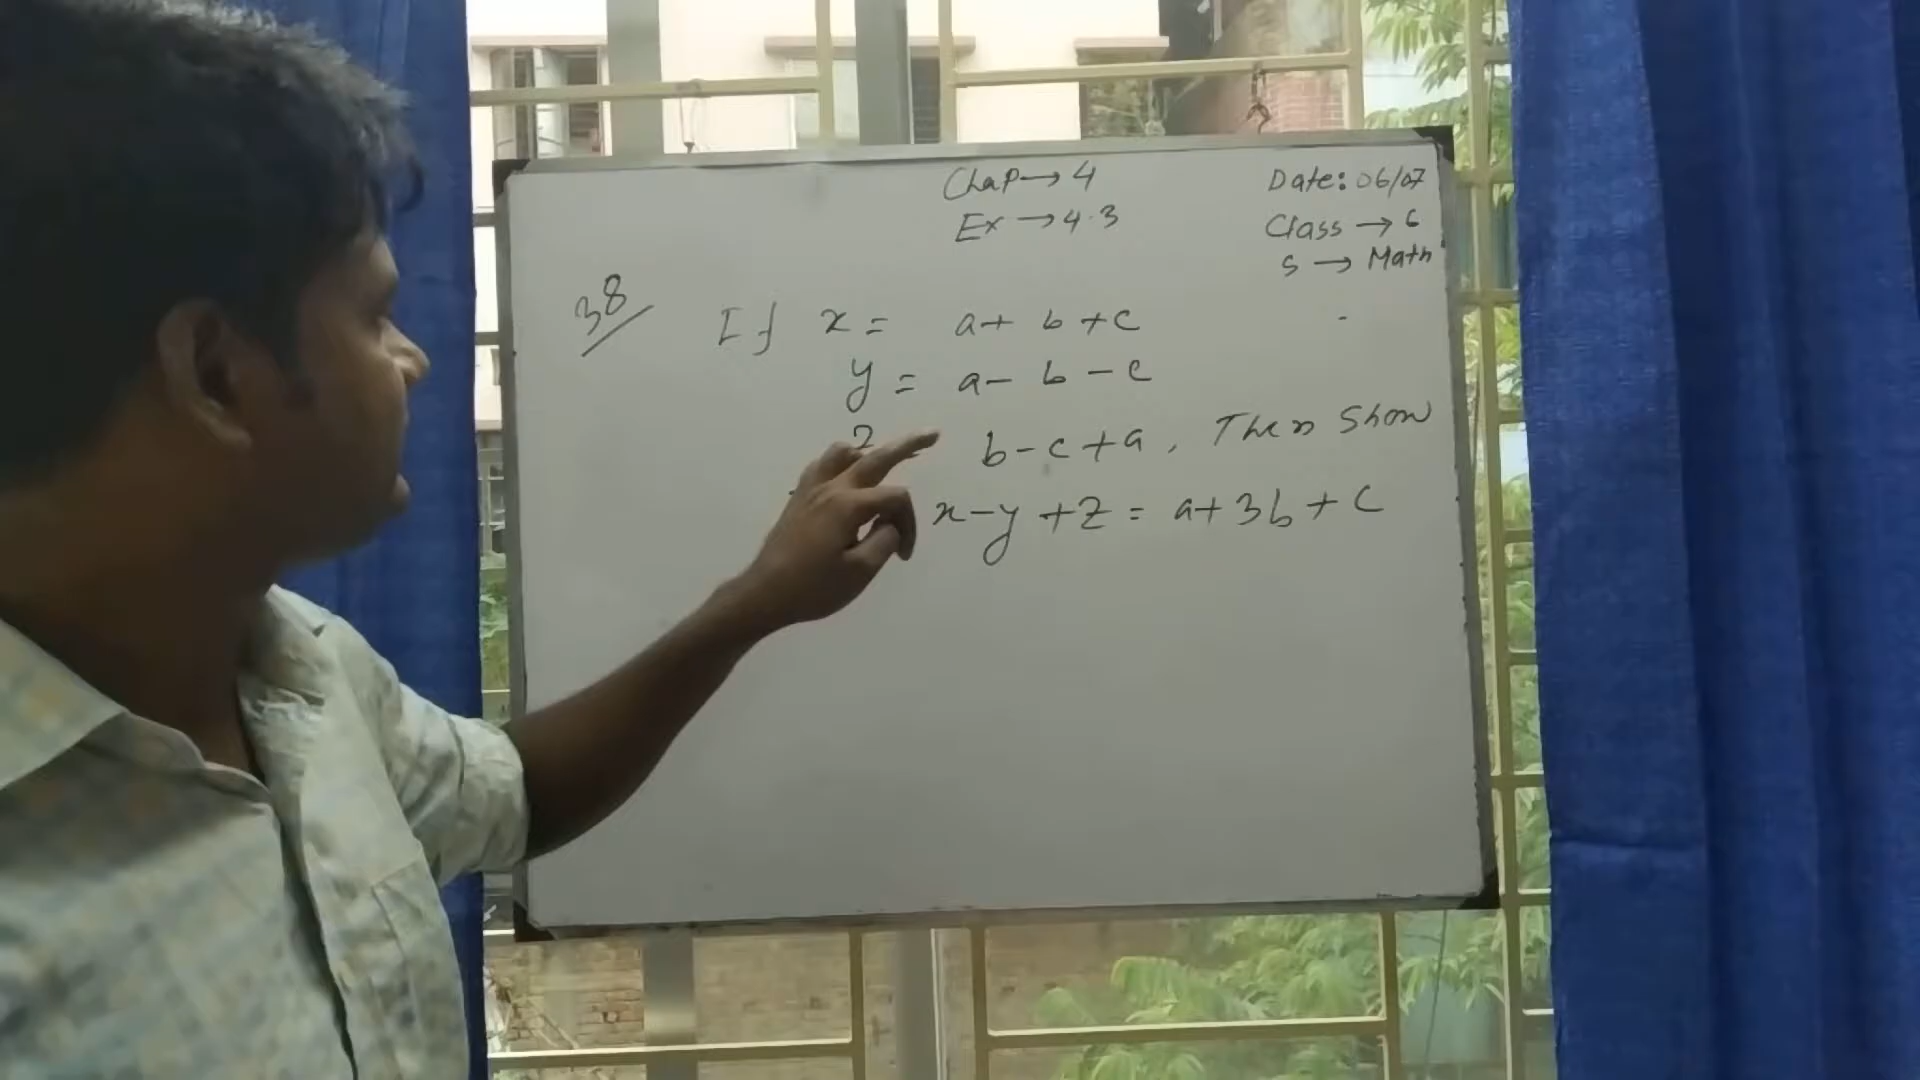 Chap→ 4
Ex → 4.3
Date: 06/07
Class → 6
S → Math
38
If x = a+ b +c
y = a- b - c
z b-c+a, Then Show
x-y +z = a+3b+c